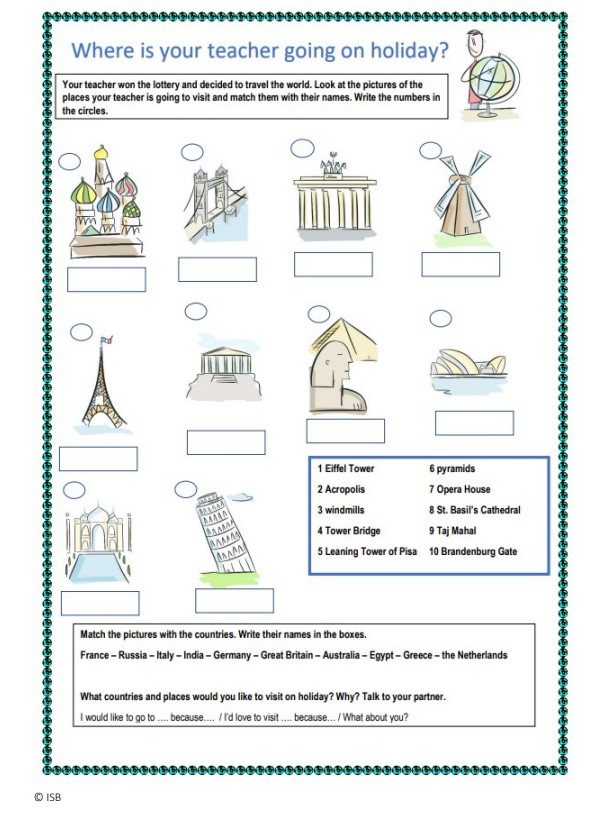 Where is your teacher going on holiday?
Your teacher won the lottery and decided to travel the world. Look at the pictures of the
places your teacher is going to visit and match them with their names. Write the numbers in
the circles.
1 Eiffel Tower
2 Acropolis
3 windmills
4 Tower Bridge
5 Leaning Tower of Pisa
6 pyramids
7 Opera House
8 St. Basil's Cathedral
9 Taj Mahal
10 Brandenburg Gate
Match the pictures with the countries. Write their names in the boxes.
France – Russia – Italy – India – Germany – Great Britain – Australia – Egypt – Greece – the Netherlands
What countries and places would you like to visit on holiday? Why? Talk to your partner.
I would like to go to …. because…. / I'd love to visit …. because… / What about you?
© ISB